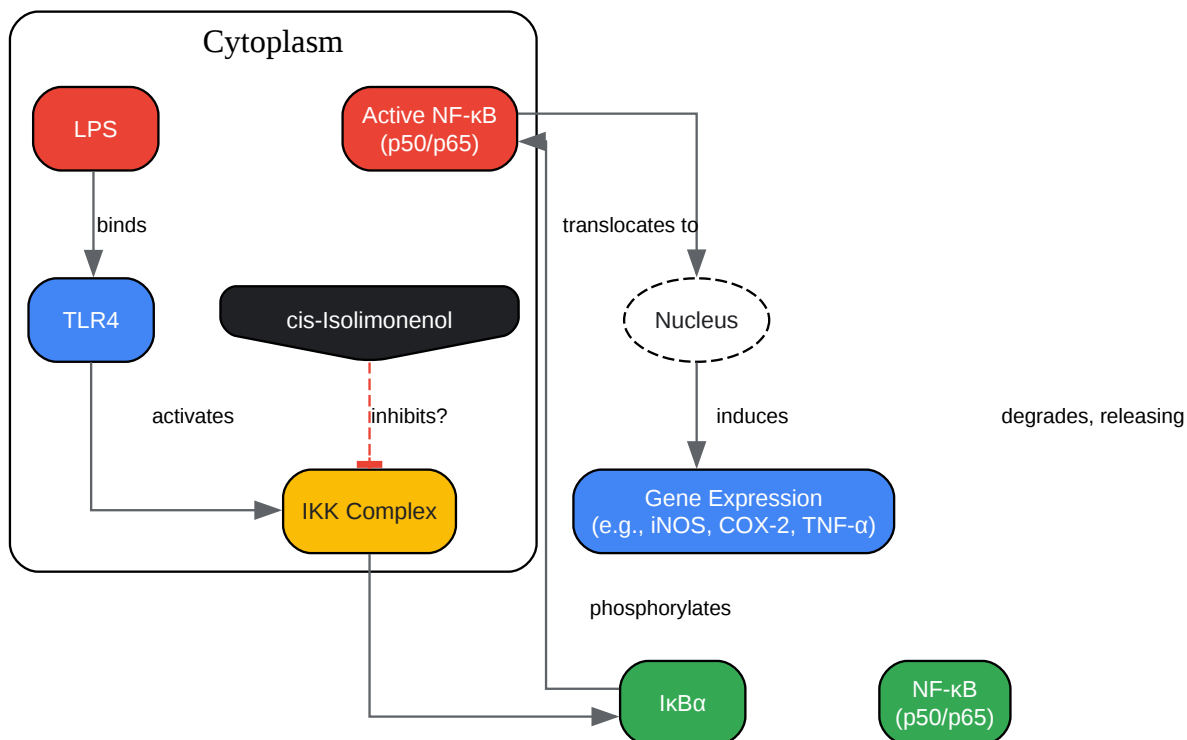 Cytoplasm
LPS
Active NF-κB
(p50/p65)
binds
translocates to
TLR4
cis-Isolimonenol
Nucleus
activates
inhibits?
induces
degrades, releasing
IKK Complex
Gene Expression
(e.g., iNOS, COX-2, TNF-α)
phosphorylates
IκBα
NF-κB
(p50/p65)